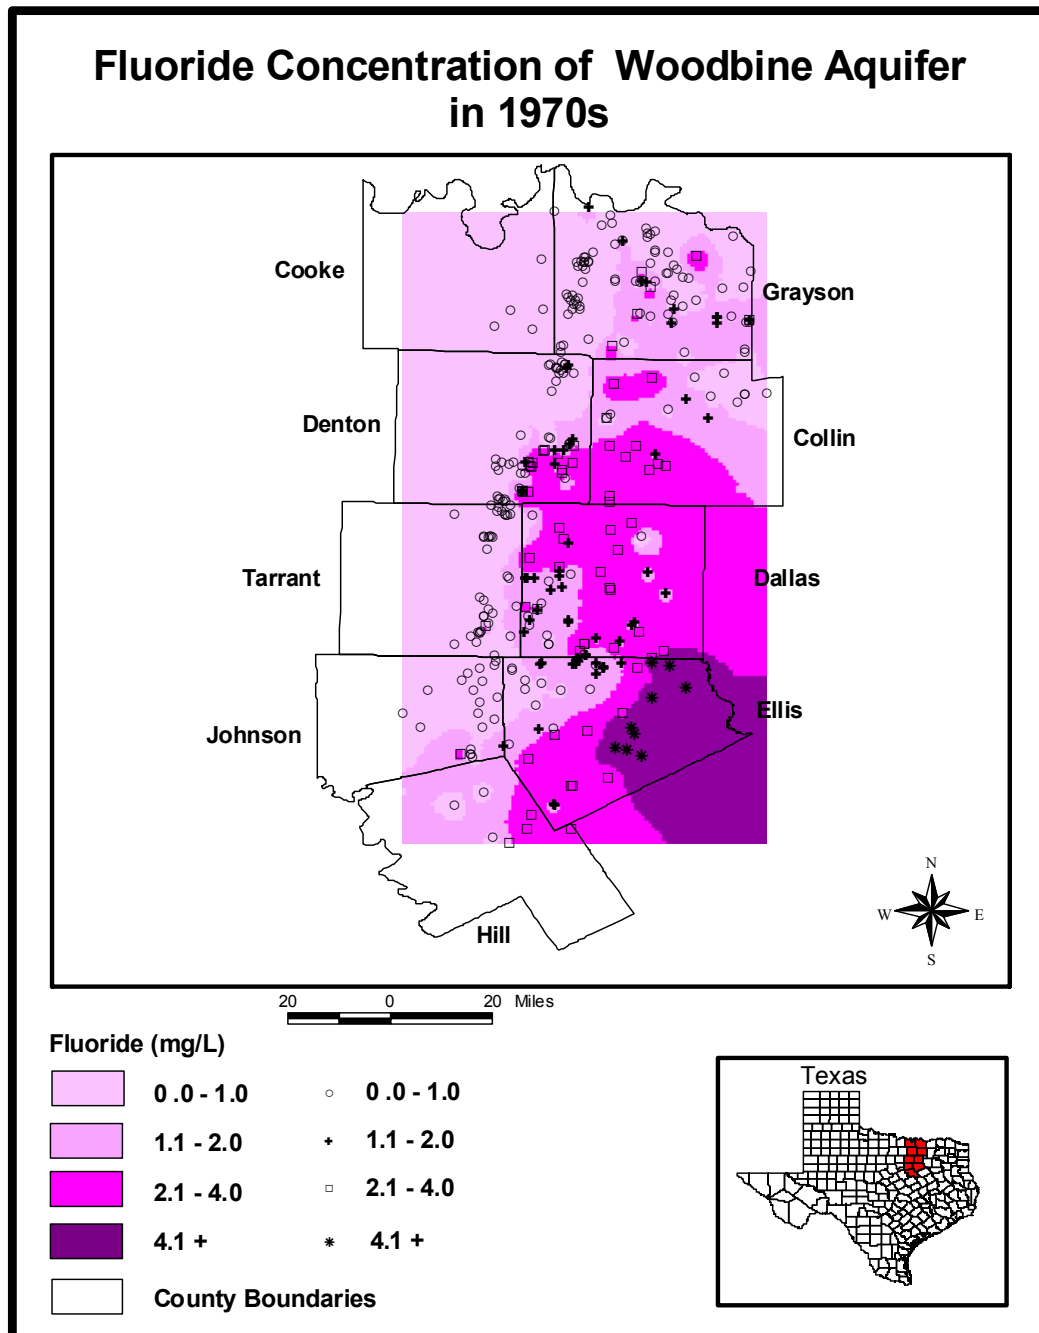 Fluoride Concentration of Woodbine Aquifer
in 1970s
Cooke
Grayson
Denton
Collin
Tarrant
Dallas
Johnson
Ellis
Hill
N
W E
S
20 0 20 Miles
Fluoride (mg/L)
0 .0 - 1.0 0 .0 - 1.0
1.1 - 2.0 1.1 - 2.0
2.1 - 4.0 2.1 - 4.0
4.1 + 4.1 +
County Boundaries
Texas